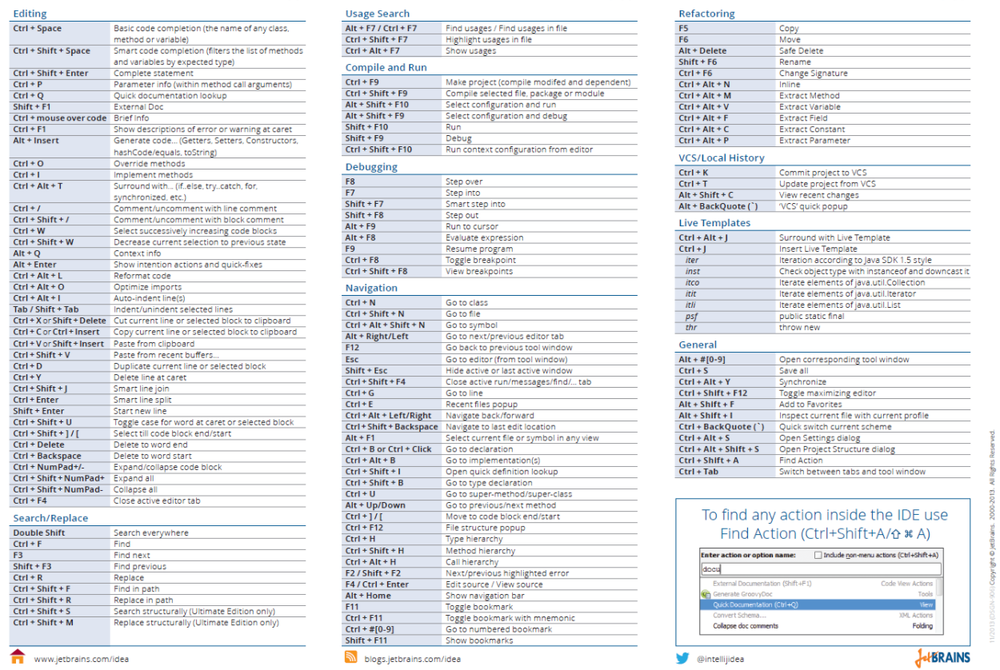 Editing
Ctrl + Space Basic code completion (the name of any class,
method or variable)
Ctrl + Shift + Space Smart code completion (filters the list of methods
and variables by expected type)
Ctrl + Shift + Enter Complete statement
Ctrl + P Parameter info (within method call arguments)
Ctrl + Q Quick documentation lookup
Shift + F1 External Doc
Ctrl + mouse over code Brief Info
Ctrl + F1 Show descriptions of error or warning at caret
Alt + Insert Generate code... (Getters, Setters, Constructors,
hashCode/equals, toString)
Ctrl + O Override methods
Ctrl + I Implement methods
Ctrl + Alt + T Surround with... (if..else, try..catch, for,
synchronized, etc.)
Ctrl + / Comment/uncomment with line comment
Ctrl + Shift + / Comment/uncomment with block comment
Ctrl + W Select successively increasing code blocks
Ctrl + Shift + W Decrease current selection to previous state
Alt + Q Context info
Alt + Enter Show intention actions and quick-fixes
Ctrl + Alt + L Reformat code
Ctrl + Alt + O Optimize imports
Ctrl + Alt + I Auto-indent line(s)
Tab / Shift + Tab Indent/unindent selected lines
Ctrl + X or Shift + Delete Cut current line or selected block to clipboard
Ctrl + C or Ctrl + Insert Copy current line or selected block to clipboard
Ctrl + V or Shift + Insert Paste from clipboard
Ctrl + Shift + V Paste from recent buffers...
Ctrl + D Duplicate current line or selected block
Ctrl + Y Delete line at caret
Ctrl + Shift + J Smart line join
Ctrl + Enter Smart line split
Shift + Enter Start new line
Ctrl + Shift + U Toggle case for word at caret or selected block
Ctrl + Shift + ] / [ Select till code block end/start
Ctrl + Delete Delete to word end
Ctrl + Backspace Delete to word start
Ctrl + NumPad+/- Expand/collapse code block
Ctrl + Shift + NumPad+ Expand all
Ctrl + Shift + NumPad- Collapse all
Ctrl + F4 Close active editor tab
Search/Replace
Double Shift Search everywhere
Ctrl + F Find
F3 Find next
Shift + F3 Find previous
Ctrl + R Replace
Ctrl + Shift + F Find in path
Ctrl + Shift + R Replace in path
Ctrl + Shift + S Search structurally (Ultimate Edition only)
Ctrl + Shift + M Replace structurally (Ultimate Edition only)
www.jetbrains.com/idea
Usage Search
Alt + F7 / Ctrl + F7 Find usages / Find usages in file
Ctrl + Shift + F7 Highlight usages in file
Ctrl + Alt + F7 Show usages
Compile and Run
Ctrl + F9 Make project (compile modifed and dependent)
Ctrl + Shift + F9 Compile selected file, package or module
Alt + Shift + F10 Select configuration and run
Alt + Shift + F9 Select configuration and debug
Shift + F10 Run
Shift + F9 Debug
Ctrl + Shift + F10 Run context configuration from editor
Debugging
F8 Step over
F7 Step into
Shift + F7 Smart step into
Shift + F8 Step out
Alt + F9 Run to cursor
Alt + F8 Evaluate expression
F9 Resume program
Ctrl + F8 Toggle breakpoint
Ctrl + Shift + F8 View breakpoints
Navigation
Ctrl + N Go to class
Ctrl + Shift + N Go to file
Ctrl + Alt + Shift + N Go to symbol
Alt + Right/Left Go to next/previous editor tab
F12 Go back to previous tool window
Esc Go to editor (from tool window)
Shift + Esc Hide active or last active window
Ctrl + Shift + F4 Close active run/messages/find/... tab
Ctrl + G Go to line
Ctrl + E Recent files popup
Ctrl + Alt + Left/Right Navigate back/forward
Ctrl + Shift + Backspace Navigate to last edit location
Alt + F1 Select current file or symbol in any view
Ctrl + B or Ctrl + Click Go to declaration
Ctrl + Alt + B Go to implementation(s)
Ctrl + Shift + I Open quick definition lookup
Ctrl + Shift + B Go to type declaration
Ctrl + U Go to super-method/super-class
Alt + Up/Down Go to previous/next method
Ctrl + ] / [ Move to code block end/start
Ctrl + F12 File structure popup
Ctrl + H Type hierarchy
Ctrl + Shift + H Method hierarchy
Ctrl + Alt + H Call hierarchy
F2 / Shift + F2 Next/previous highlighted error
F4 / Ctrl + Enter Edit source / View source
Alt + Home Show navigation bar
F11 Toggle bookmark
Ctrl + F11 Toggle bookmark with mnemonic
Ctrl + #[0-9] Go to numbered bookmark
Shift + F11 Show bookmarks
blogs.jetbrains.com/idea
Refactoring
F5 Copy
F6 Move
Alt + Delete Safe Delete
Shift + F6 Rename
Ctrl + F6 Change Signature
Ctrl + Alt + N Inline
Ctrl + Alt + M Extract Method
Ctrl + Alt + V Extract Variable
Ctrl + Alt + F Extract Field
Ctrl + Alt + C Extract Constant
Ctrl + Alt + P Extract Parameter
VCS/Local History
Ctrl + K Commit project to VCS
Ctrl + T Update project from VCS
Alt + Shift + C View recent changes
Alt + BackQuote (`) 'VCS' quick popup
Live Templates
Ctrl + Alt + J Surround with Live Template
Ctrl + J Insert Live Template
iter Iteration according to Java SDK 1.5 style
inst Check object type with instanceof and downcast it
itco Iterate elements of java.util.Collection
itit Iterate elements of java.util.Iterator
itli Iterate elements of java.util.List
psf public static final
thr throw new
General
Alt + #[0-9] Open corresponding tool window
Ctrl + S Save all
Ctrl + Alt + Y Synchronize
Ctrl + Shift + F12 Toggle maximizing editor
Alt + Shift + F Add to Favorites
Alt + Shift + I Inspect current file with current profile
Ctrl + BackQuote (`) Quick switch current scheme
Ctrl + Alt + S Open Settings dialog
Ctrl + Alt + Shift + S Open Project Structure dialog
Ctrl + Shift + A Find Action
Ctrl + Tab Switch between tabs and tool window
To find any action inside the IDE use
Find Action (Ctrl+Shift+A/⇧ ⌘ A)
Enter action or option name: Include non-menu actions (Ctrl+Shift+A)
docu
External Documentation (Shift+F1) Code View Actions
Generate GroovyDoc Tools
Quick Documentation (Ctrl+Q) View
Convert Schema... XML Actions
Collapse doc comments Folding
@intellijidea
JetBRAINS
11/2013 (DSGN-906) Copyright © JetBrains. 2000-2013. All Rights Reserved.